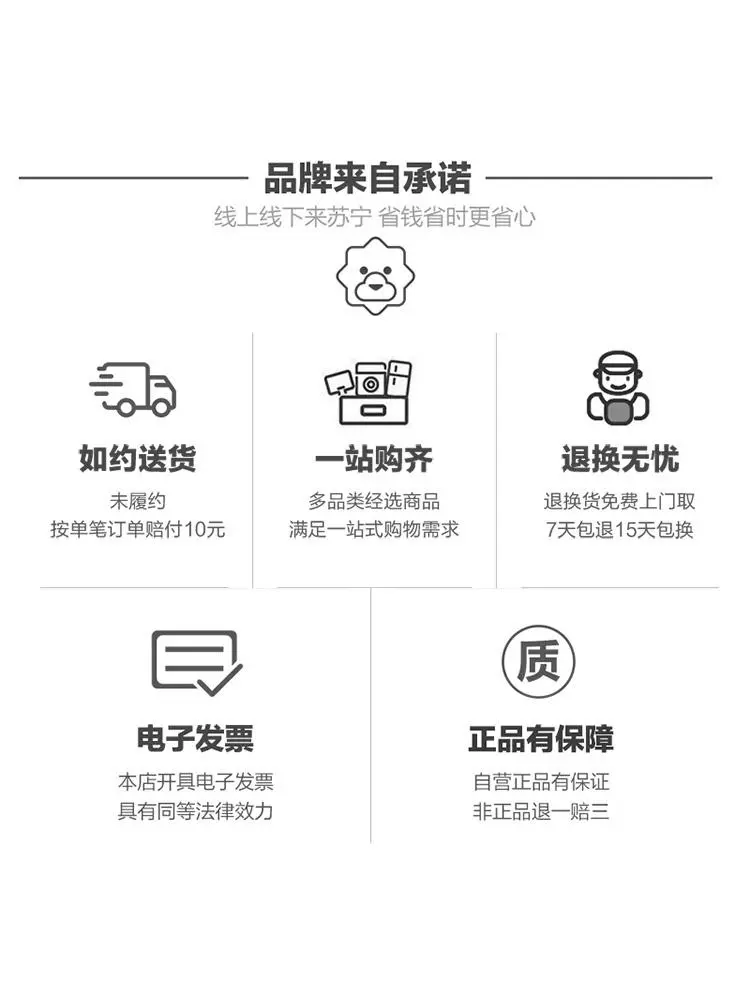 品牌来自承诺
线上线下来苏宁 省钱省时更省心
如约送货
未履约
按单笔订单赔付10元
一站购齐
多品类经选商品
满足一站式购物需求
退换无忧
退换货免费上门取
7天包退15天包换
电子发票
本店开具电子发票
具有同等法律效力
质
正品有保障
自营正品有保证
非正品退一赔三